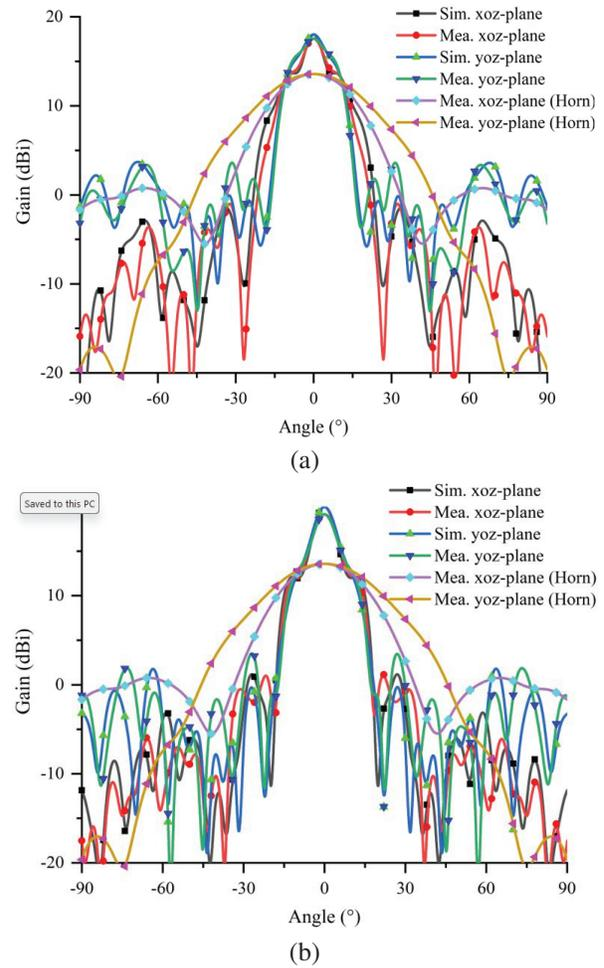 Sim. xoz-plane
Mea. xoz-plane
Sim. yoz-plane
Mea. yoz-plane
Mea. xoz-plane (Horn)
Mea. yoz-plane (Horn)
20
10
0
-10
-20
Gain (dBi)
-90 -60 -30 0 30 60 90
Angle (°)
(a)
Saved to this PC
Sim. xoz-plane
Mea. xoz-plane
Sim. yoz-plane
Mea. yoz-plane
Mea. xoz-plane (Horn)
Mea. yoz-plane (Horn)
10
0
-10
-20
Gain (dBi)
-90 -60 -30 0 30 60 90
Angle (°)
(b)